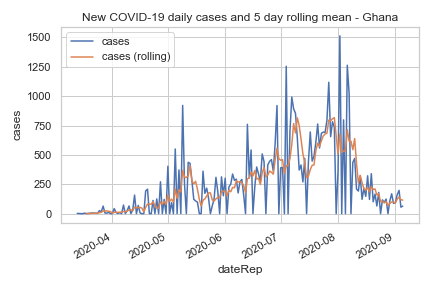 New COVID-19 daily cases and 5 day rolling mean - Ghana
cases
cases (rolling)
1500
1250
1000
750
500
250
0
cases
2020-04
2020-05
2020-06
2020-07
2020-08
2020-09
dateRep